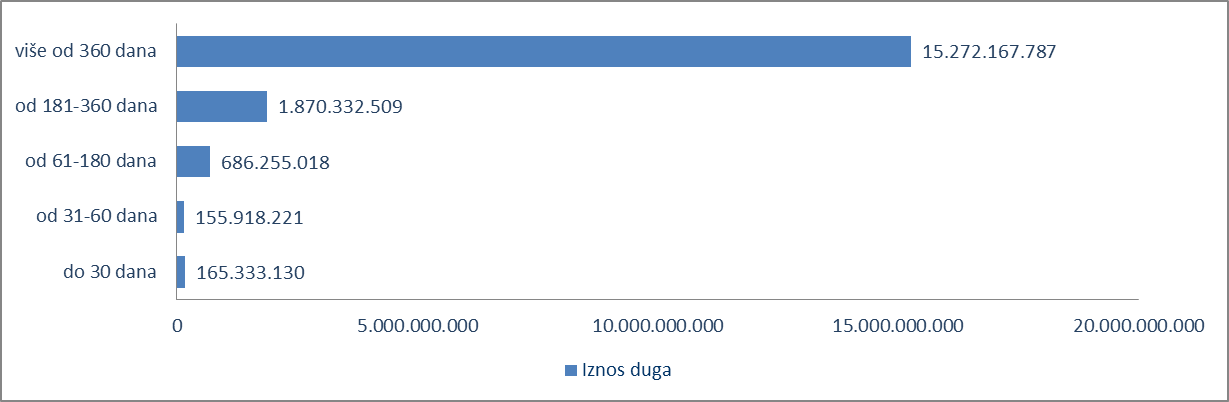 više od 360 dana 15.272.167.787
od 181-360 dana 1.870.332.509
od 61-180 dana 686.255.018
od 31-60 dana 155.918.221
do 30 dana 165.333.130
0 5.000.000.000 10.000.000.000 15.000.000.000 20.000.000.000
Iznos duga